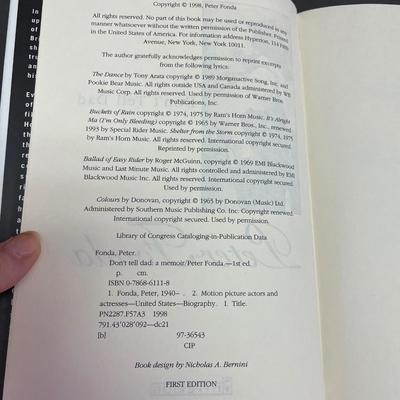 Copyright © 1998, Peter Fonda
All rights reserved. No part of this book may be used or reproduced in any
manner whatsoever without the written permission of the Publisher. Printed
in the United States of America. For information address Hyperion, 114 Fifth
Avenue, New York, New York 10011.
The author gratefully acknowledges permission to reprint excerpts
from the following lyrics:
The Dance by Tony Arata copyright © 1989 Morganactive Song, Inc. and
Pookie Bear Music. All rights outside USA and Canada administered by WB
Music Corp. All rights reserved. Used by permission of Warner Bros.
Publications, Inc.
Buckets of Rain copyright © 1974, 1975 by Ram's Horn Music, It's Alright
Ma (I'm Only Bleeding) copyright © 1965 by Warner Bros. Inc., renewed
1993 by Special Rider Music. Shelter from the Storm copyright © 1974, 1975
by Ram's Horn Music. All rights reserved. International copyright secured.
Reprinted by permission.
Ballad of Easy Rider by Roger McGuinn, copyright © 1969 EMI Blackwood
Music and Last Minute Music. All rights controlled and administered by EMI
Blackwood Music Inc. All rights reserved. International copyright secured.
Used by permission.
Colours by Donovan, copyright © 1965 by Donovan (Music) Ltd.
Administered by Southern Music Publishing Co. Inc: Copyright renewed.
International copyright secured. Used by permission.
Library of Congress Cataloging-in-Publication Data
Fonda, Peter.
Don't tell dad: a memoir/Peter Fonda.—1st ed.
p. cm.
ISBN 0-7868-6111-8
1. Fonda, Peter, 1940– . 2. Motion picture actors and
actresses—United States—Biography. I. Title.
PN2287.F57A3 1998
791.43'028'092—dc21
[b] 97-36543
CIP
Book design by Nicholas A. Bernini
FIRST EDITION